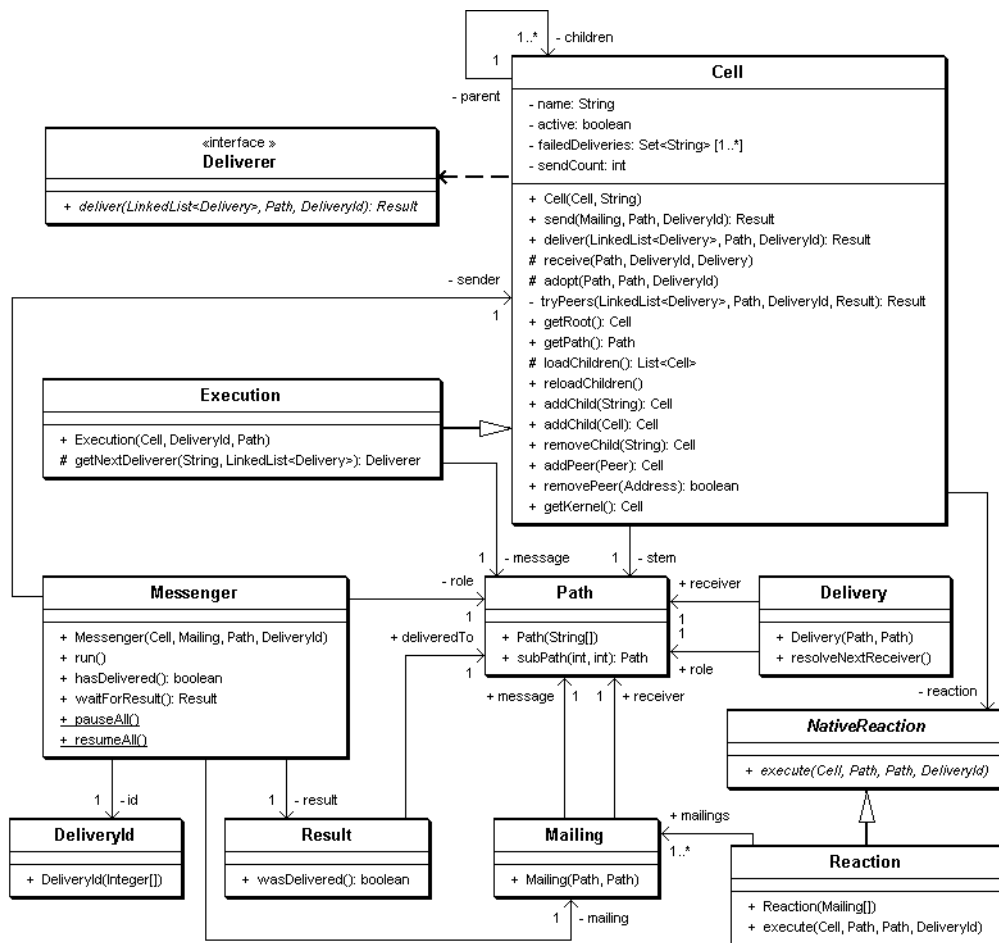 1..*
- children
1
- parent
Cell
- name: String
- active: boolean
- failedDeliveries: Set<String> [1..*]
- sendCount: int
+ Cell(Cell, String)
+ send(Mailing, Path, DeliveryId): Result
+ deliver(LinkedList<Delivery>, Path, DeliveryId): Result
# receive(Path, DeliveryId, Delivery)
# adopt(Path, Path, DeliveryId)
- tryPeers(LinkedList<Delivery>, Path, DeliveryId, Result): Result
+ getRoot(): Cell
+ getPath(): Path
# loadChildren(): List<Cell>
+ reloadChildren()
+ addChild(String): Cell
+ addChild(Cell): Cell
+ removeChild(String): Cell
+ addPeer(Peer): Cell
+ removePeer(Address): boolean
+ getKernel(): Cell
«interface »
Deliverer
+ deliver(LinkedList<Delivery>, Path, DeliveryId): Result
- sender
1
Execution
+ Execution(Cell, DeliveryId, Path)
# getNextDeliverer(String, LinkedList<Delivery>): Deliverer
1
- message
1
- stem
Messenger
+ Messenger(Cell, Mailing, Path, DeliveryId)
+ run()
+ hasDelivered(): boolean
+ waitForResult(): Result
+ pauseAll()
+ resumeAll()
- role
1
+ deliveredTo
1
Path
+ Path(String[])
+ subPath(int, int): Path
+ receiver
1
1
+ role
Delivery
+ Delivery(Path, Path)
+ resolveNextReceiver()
+ message
1
1
+ receiver
- reaction
NativeReaction
+ execute(Cell, Path, Path, DeliveryId)
1
- id
1
- result
DeliveryId
+ DeliveryId(Integer[])
Result
+ wasDelivered(): boolean
Mailing
+ Mailing(Path, Path)
+ mailings
1..*
Reaction
+ Reaction(Mailing[])
+ execute(Cell, Path, Path, DeliveryId)
1
- mailing